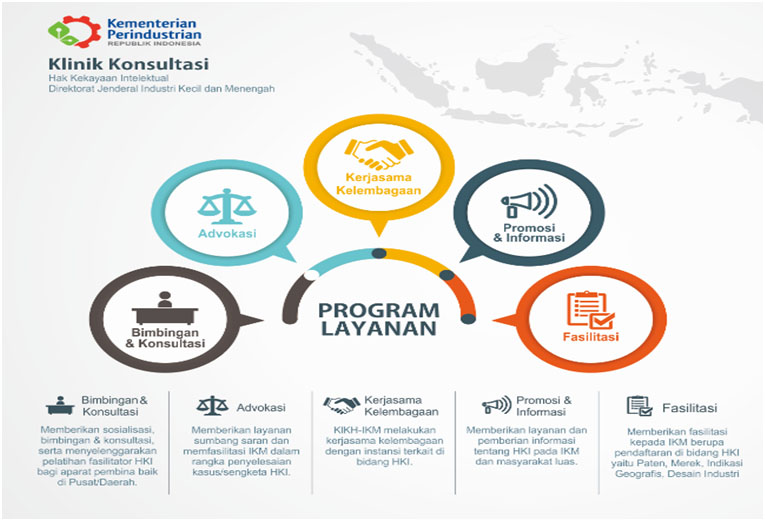 Kementerian
Perindustrian
REPUBLIK INDONESIA
Klinik Konsultasi
Hak Kekayaan Intelektual
Direktorat Jenderal Industri Kecil dan Menengah
Kerjasama
Kelembagaan
Advokasi
Promosi
& Informasi
Bimbingan
& Konsultasi
PROGRAM
LAYANAN
Fasilitasi
Bimbingan &
Konsultasi
Memberikan sosialisasi,
bimbingan & konsultasi,
serta menyelenggarakan
pelatihan fasilitator HKI
bagi aparat pembina baik
di Pusat/Daerah.
Advokasi
Memberikan layanan
sumbang saran dan
memfasilitasi IKM dalam
rangka penyelesaian
kasus/sengketa HKI.
Kerjasama
Kelembagaan
KIKH-IKM melakukan
kerjasama kelembagaan
dengan instansi terkait di
bidang HKI.
Promosi &
Informasi
Memberikan layanan dan
pemberian informasi
tentang HKI pada IKM
dan masyarakat luas.
Fasilitasi
Memberikan fasilitasi
kepada IKM berupa
pendaftaran di bidang HKI
yaitu Paten, Merek, Indikasi
Geografis, Desain Industri